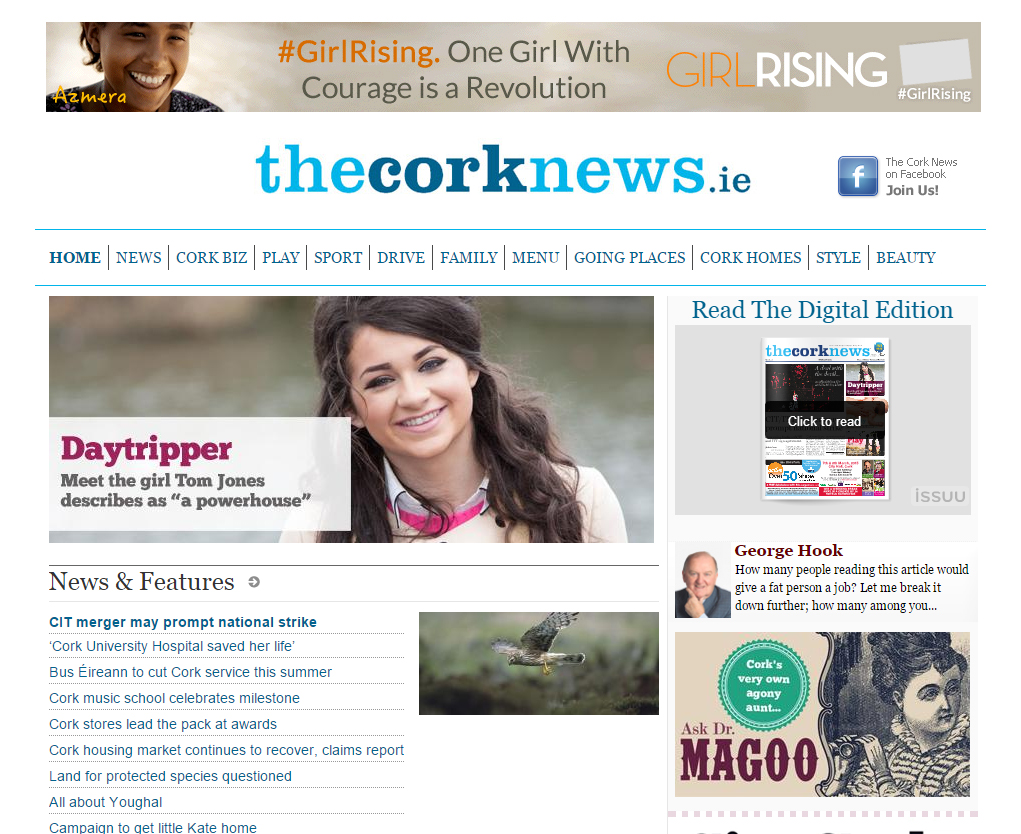 #GirlRising. One Girl With
Courage is a Revolution
Azmera
GIRLRISING
#GirlRising
thecorknews.ie
The Cork News
on Facebook
Join Us!
HOME NEWS CORK BIZ PLAY SPORT DRIVE FAMILY MENU GOING PLACES CORK HOMES STYLE BEAUTY
Daytripper
Meet the girl Tom Jones
describes as “a powerhouse”
Read The Digital Edition
thecorknews
Daytripper
Click to read
issuu
George Hook
How many people reading this article would
give a fat person a job? Let me break it
down further; how many among you...
Cork's
very own
agony
aunt...
Ask Dr.
MAGOO
News & Features
CIT merger may prompt national strike
‘Cork University Hospital saved her life’
Bus Éireann to cut Cork service this summer
Cork music school celebrates milestone
Cork stores lead the pack at awards
Cork housing market continues to recover, claims report
Land for protected species questioned
All about Youghal
Campaign to get little Kate home